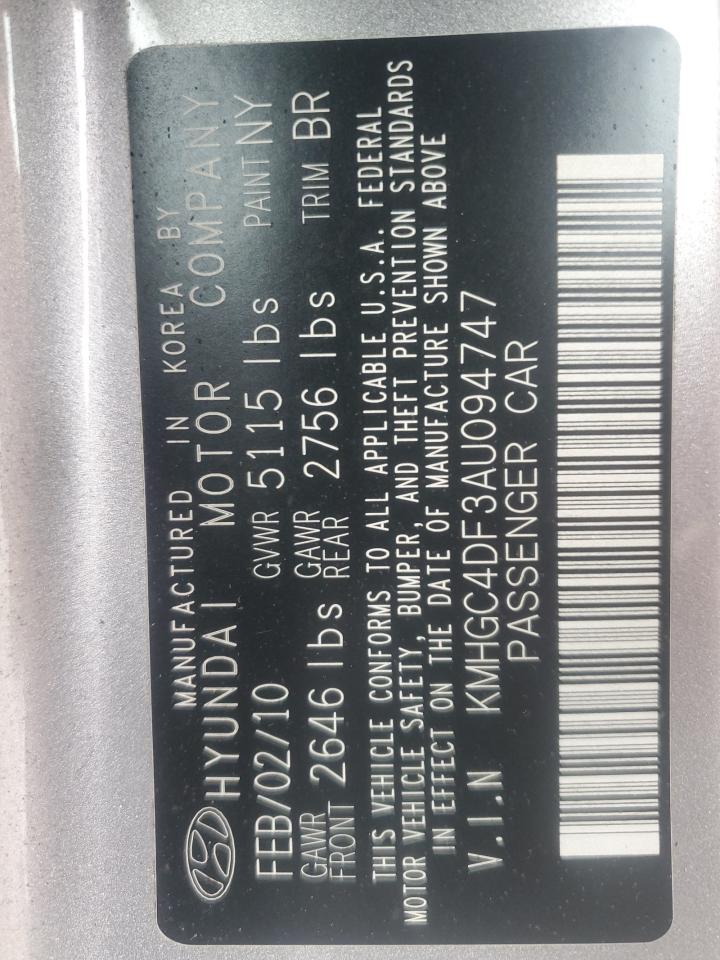 MANUFACTURED IN KOREA BY
HYUNDAI MOTOR COMPANY
FEB/02/10 GVWR 5115 lbs PAINT NY
GAWR FRONT 2646 lbs GAWR REAR 2756 lbs TRIM BR
THIS VEHICLE CONFORMS TO ALL APPLICABLE U.S.A. FEDERAL
MOTOR VEHICLE SAFETY, BUMPER, AND THEFT PREVENTION STANDARDS
IN EFFECT ON THE DATE OF MANUFACTURE SHOWN ABOVE
V.I.N KMHGC4DF3AU094747
PASSENGER CAR